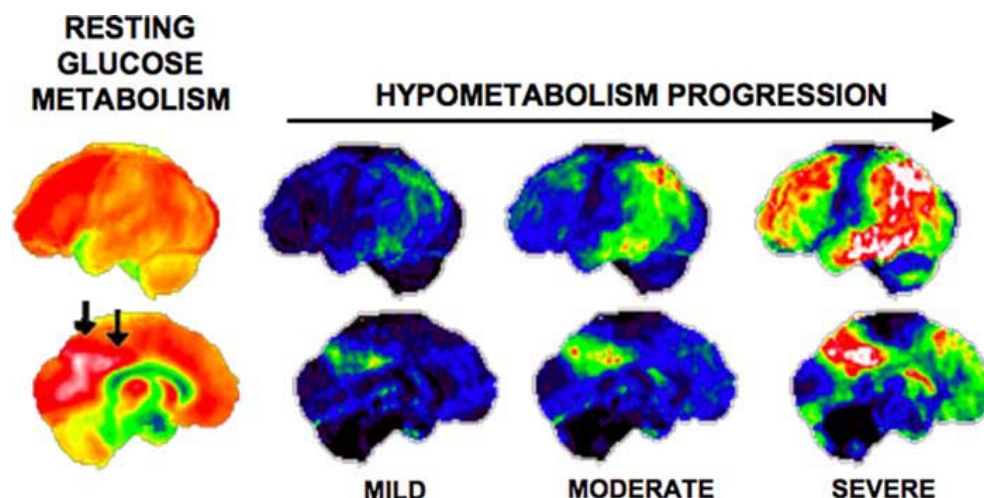 RESTING
GLUCOSE
METABOLISM
HYPOMETABOLISM PROGRESSION
MILD
MODERATE
SEVERE